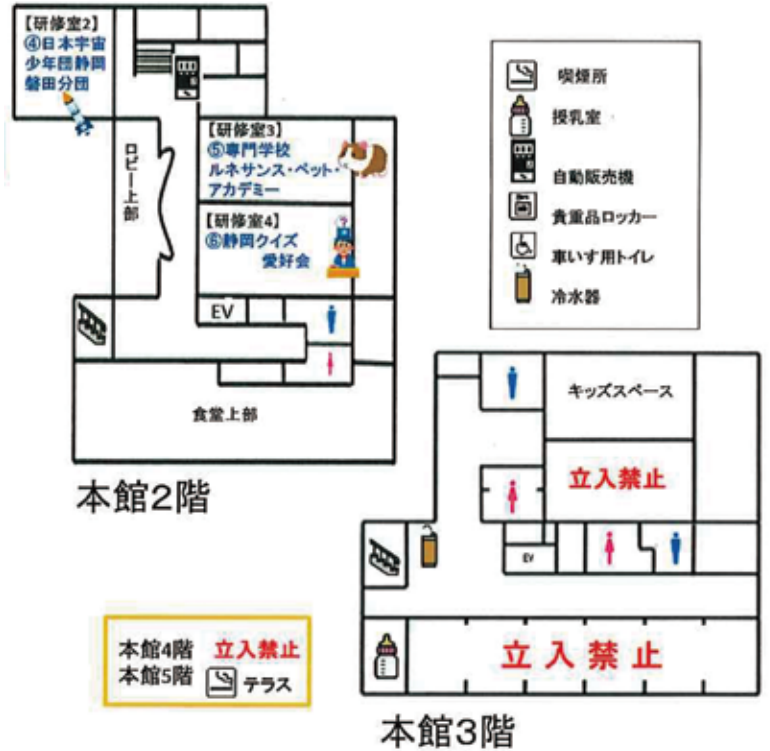 【研修室2】
④日本宇宙
少年団静岡
磐田分団
ロビー上部
【研修室3】
⑤専門学校
ルネサンス・ペット・
アカデミー
【研修室4】
⑥静岡クイズ
愛好会
EV
食堂上部
本館2階
喫煙所
授乳室
自動販売機
貴重品ロッカー
車いす用トイレ
冷水器
キッズスペース
立入禁止
EV
立入禁止
本館3階
本館4階 立入禁止
本館5階 テラス